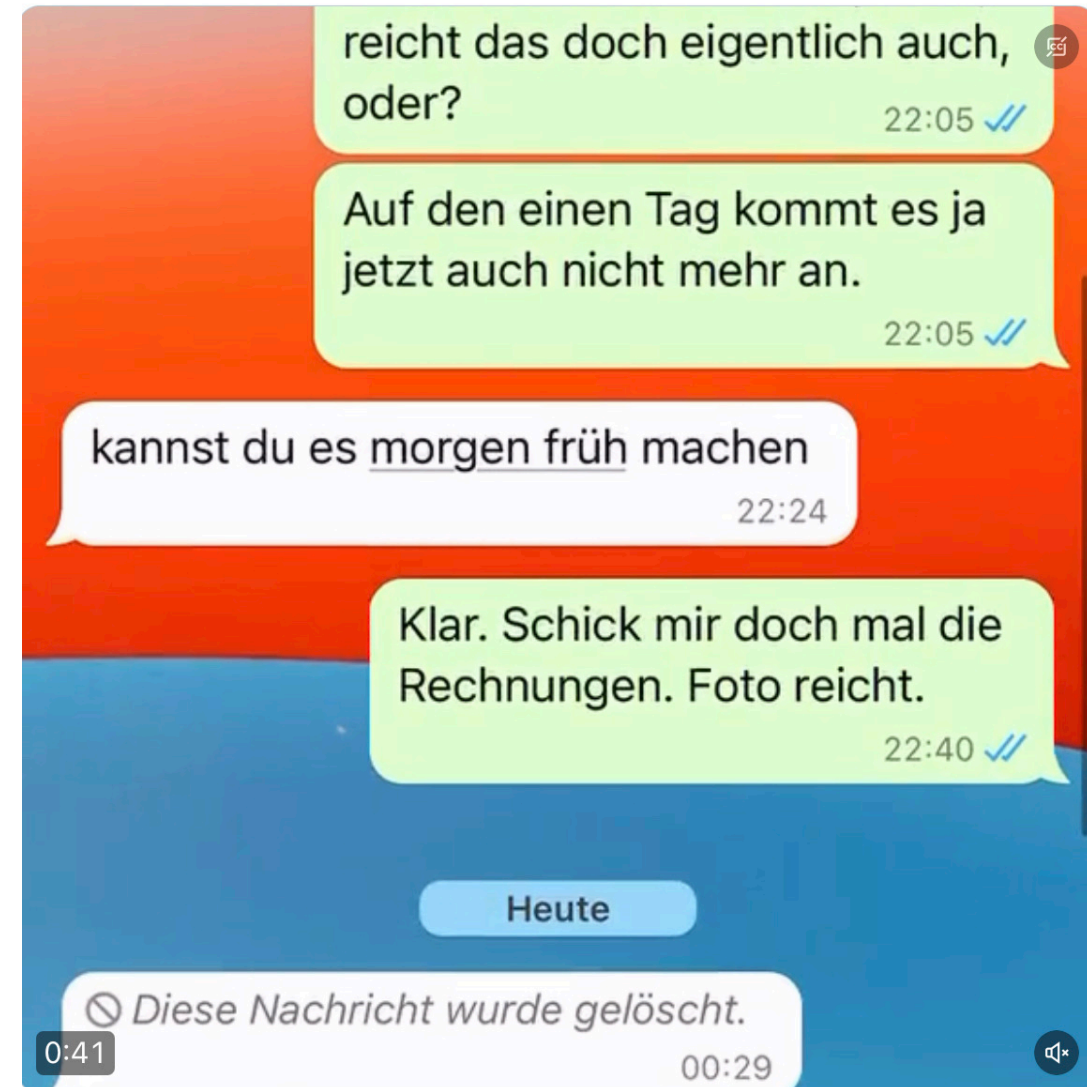 reicht das doch eigentlich auch,
oder?
22:05
Auf den einen Tag kommt es ja
jetzt auch nicht mehr an.
22:05
kannst du es morgen früh machen
22:24
Klar. Schick mir doch mal die
Rechnungen. Foto reicht.
22:40
Heute
Diese Nachricht wurde gelöscht.
00:29
0:41